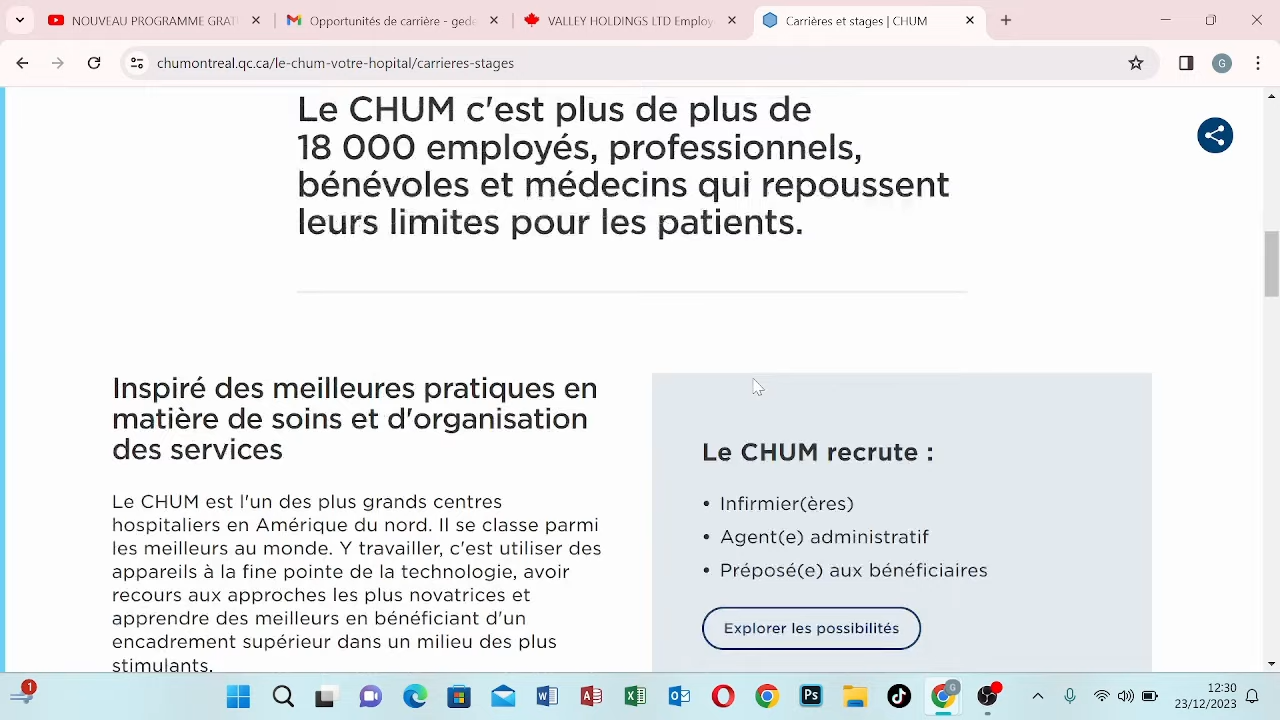 NOUVEAU PROGRAMME GRAT
Opportunités de carrière - gede
VALLEY HOLDINGS LTD Employ
Carrières et stages | CHUM
chumontreal.qc.ca/le-chum-votre-hopital/carrieres-stages
G
Le CHUM c'est plus de plus de
18 000 employés, professionnels,
bénévoles et médecins qui repoussent
leurs limites pour les patients.
Inspiré des meilleures pratiques en
matière de soins et d'organisation
des services
Le CHUM est l'un des plus grands centres
hospitaliers en Amérique du nord. Il se classe parmi
les meilleurs au monde. Y travailler, c'est utiliser des
appareils à la fine pointe de la technologie, avoir
recours aux approches les plus novatrices et
apprendre des meilleurs en bénéficiant d'un
encadrement supérieur dans un milieu des plus
stimulants.
Le CHUM recrute :
• Infirmier(ères)
• Agent(e) administratif
• Préposé(e) aux bénéficiaires
Explorer les possibilités
1
Ps
G
12:30
23/12/2023